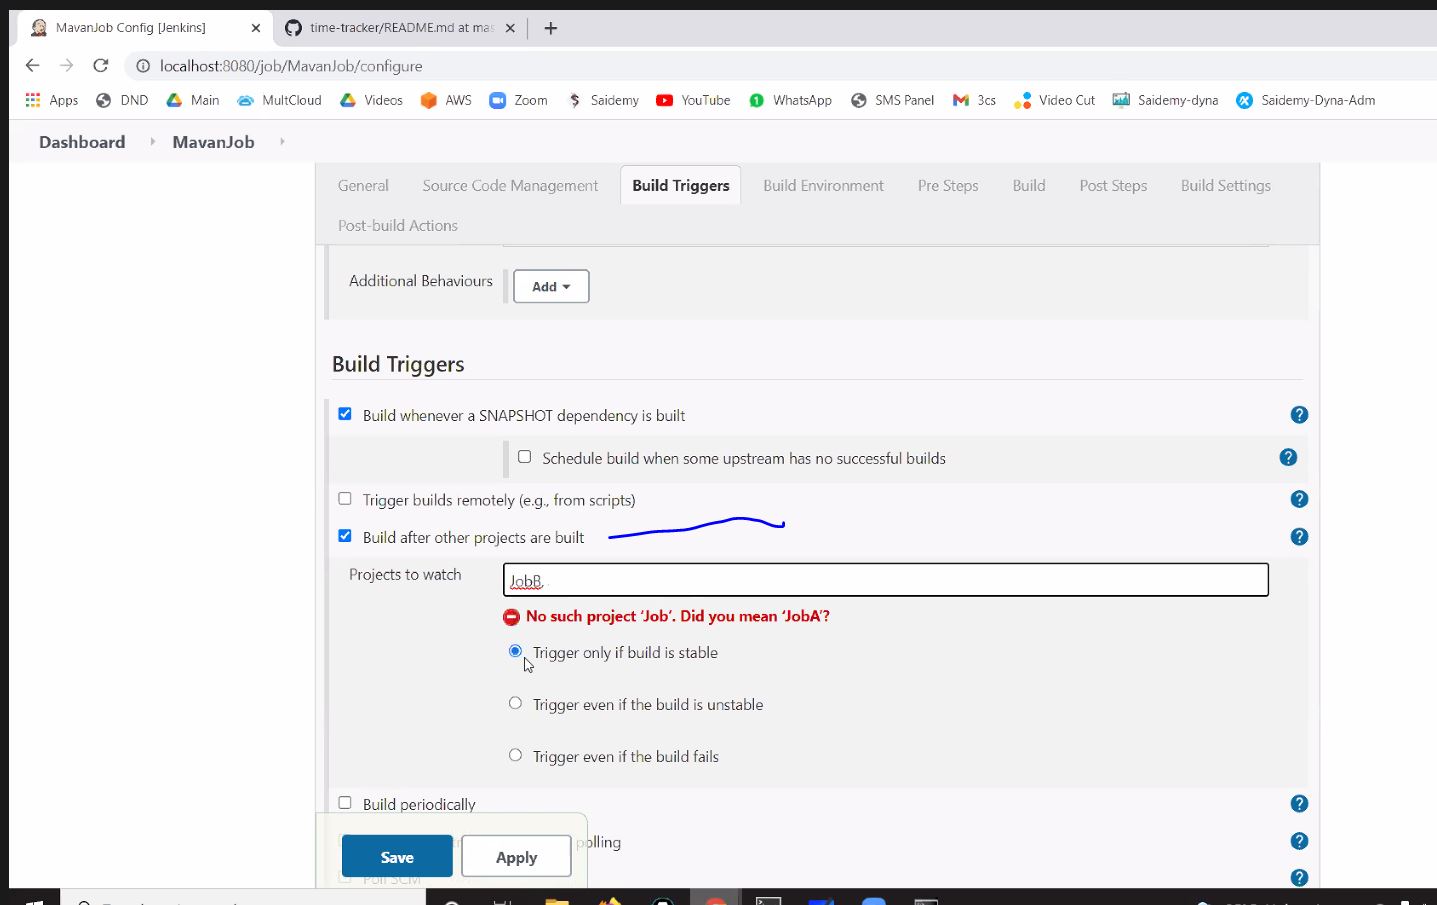 MavanJob Config [Jenkins]
time-tracker/README.md at mas
localhost:8080/job/MavanJob/configure
Apps DND Main MultCloud Videos AWS Zoom Saidemy YouTube WhatsApp SMS Panel 3cs Video Cut Saidemy-dyna Saidemy-Dyna-Adm
Dashboard MavanJob
General Source Code Management Build Triggers Build Environment Pre Steps Build Post Steps Build Settings
Post-build Actions
Additional Behaviours Add
Build Triggers
Build whenever a SNAPSHOT dependency is built
Schedule build when some upstream has no successful builds
Trigger builds remotely (e.g., from scripts)
Build after other projects are built
Projects to watch JobB,
No such project ‘Job’. Did you mean ‘JobA’?
Trigger only if build is stable
Trigger even if the build is unstable
Trigger even if the build fails
Build periodically
polling
Save Apply
Poll SCM